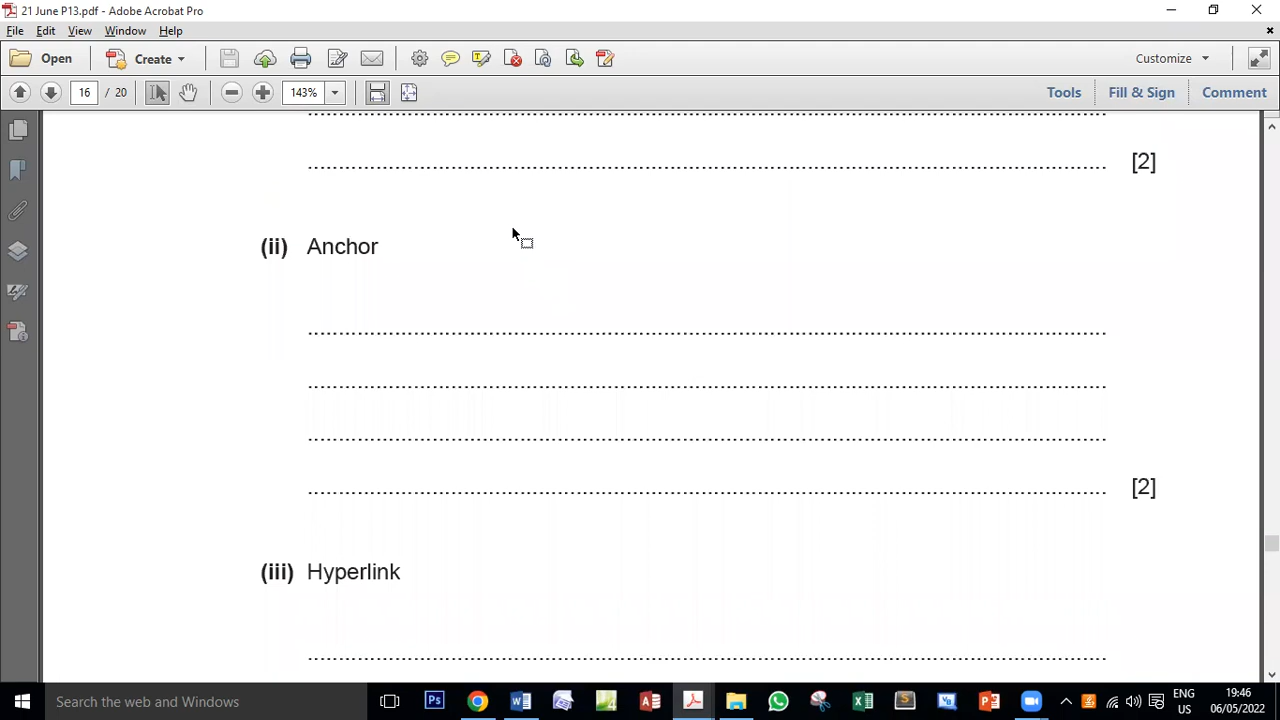 21 June P13.pdf - Adobe Acrobat Pro
File Edit View Window Help
Open Create Customize
16 / 20 143% Tools Fill & Sign Comment
.......................................................................................................
....................................................................................................... [2]
(ii) Anchor
.......................................................................................................
.......................................................................................................
.......................................................................................................
....................................................................................................... [2]
(iii) Hyperlink
.......................................................................................................
Search the web and Windows
ENG 19:46
US 06/05/2022